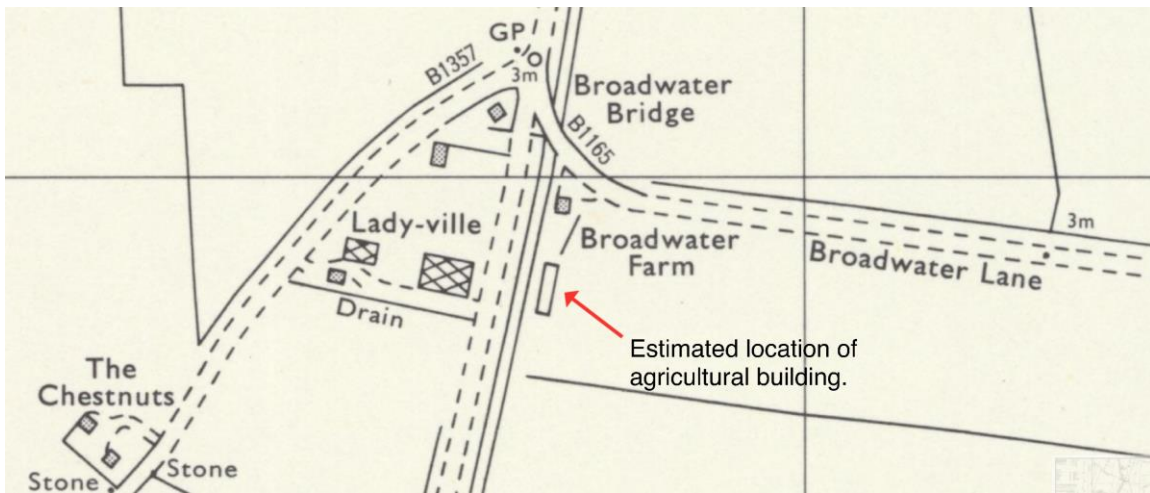 GP
B1357
3m
Broadwater
Bridge
B1165
Lady-ville
Broadwater
Farm
3m
Broadwater Lane
Drain
Estimated location of
agricultural building.
The
Chestnuts
Stone
Stone